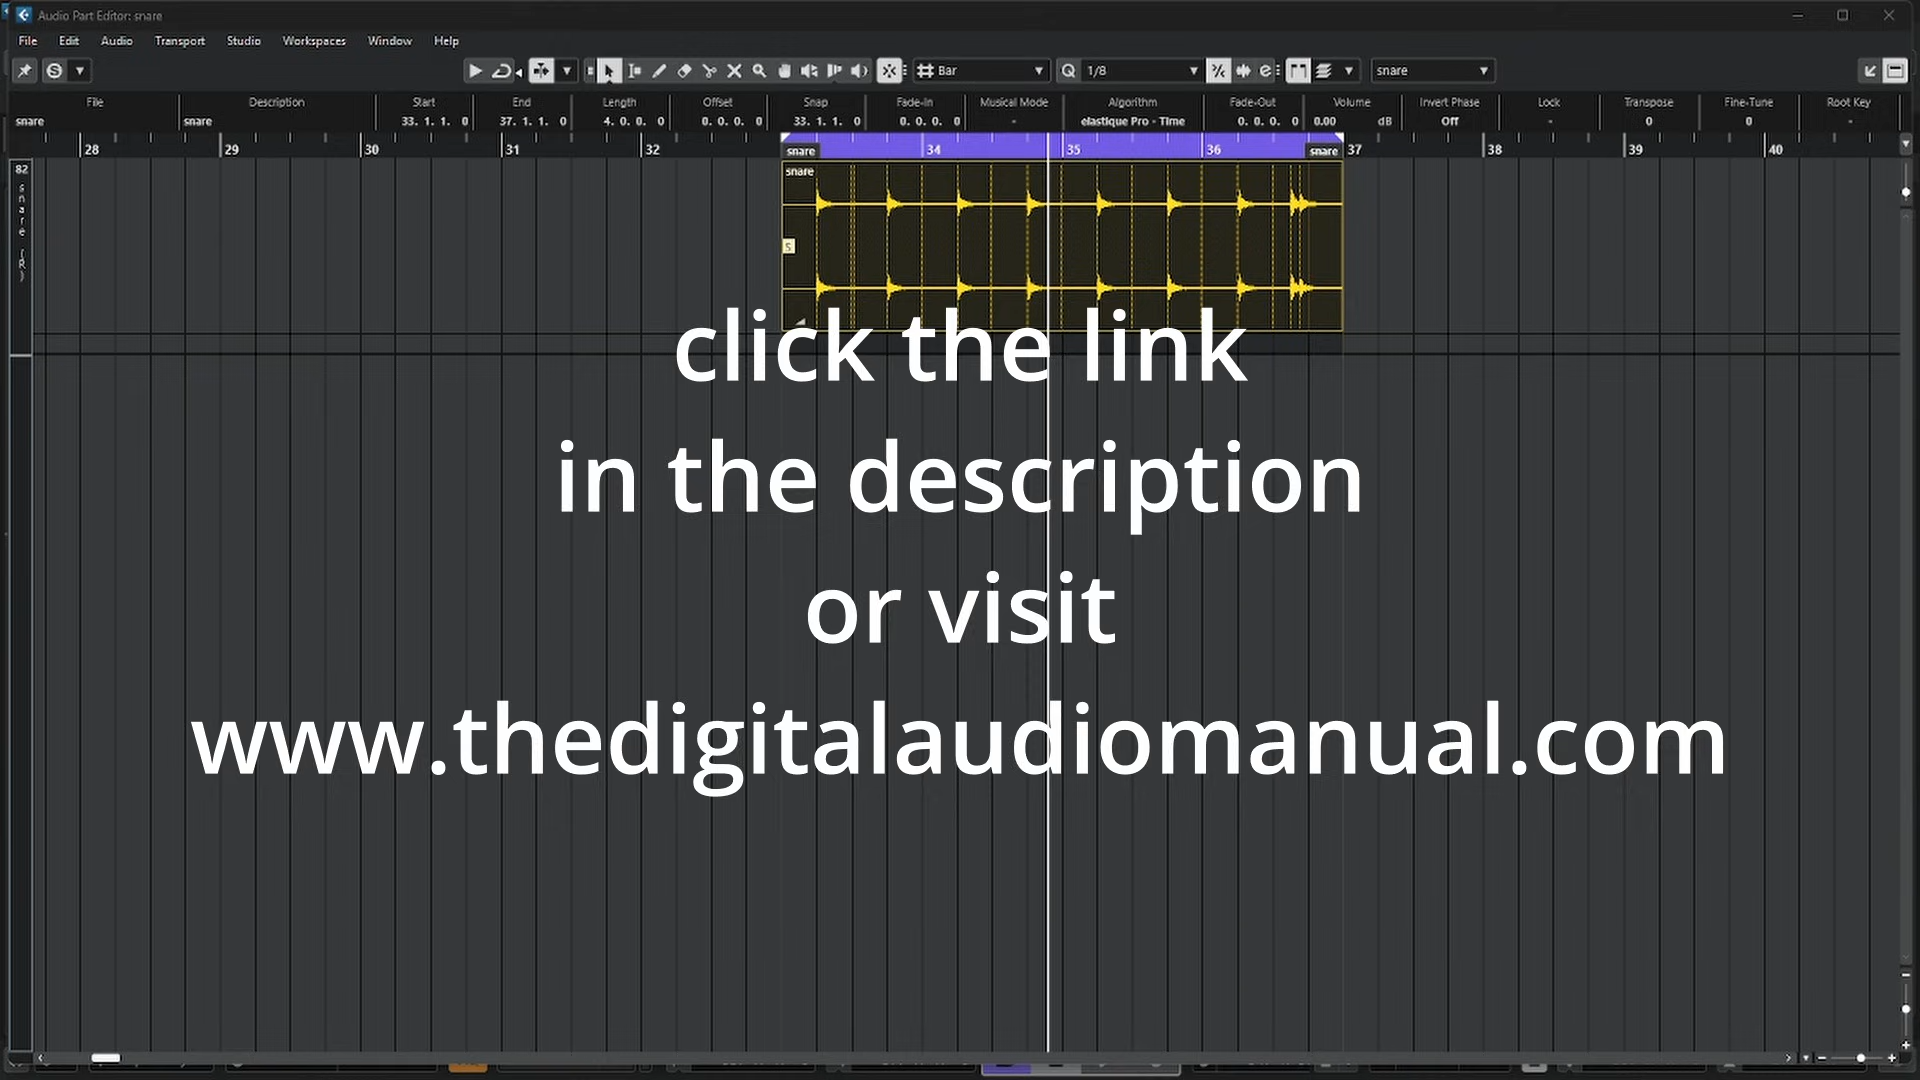 Audio Part Editor: snare
File Edit Audio Transport Studio Workspaces Window Help
S Bar Q 1/8 snare
File Description Start End Length Offset Snap Fade-In Musical Mode Algorithm Fade-Out Volume Invert Phase Lock Transpose Fine-Tune Root Key
snare snare 33. 1. 1. 0 37. 1. 1. 0 4. 0. 0. 0 0. 0. 0. 0 33. 1. 1. 0 0. 0. 0. 0 - elastique Pro - Time 0. 0. 0. 0 0.00 dB Off - 0 0 -
28 29 30 31 32 snare 34 35 36 snare 37 38 39 40
82
snare (R)
snare
S
click the link
in the description
or visit
www.thedigitalaudiomanual.com